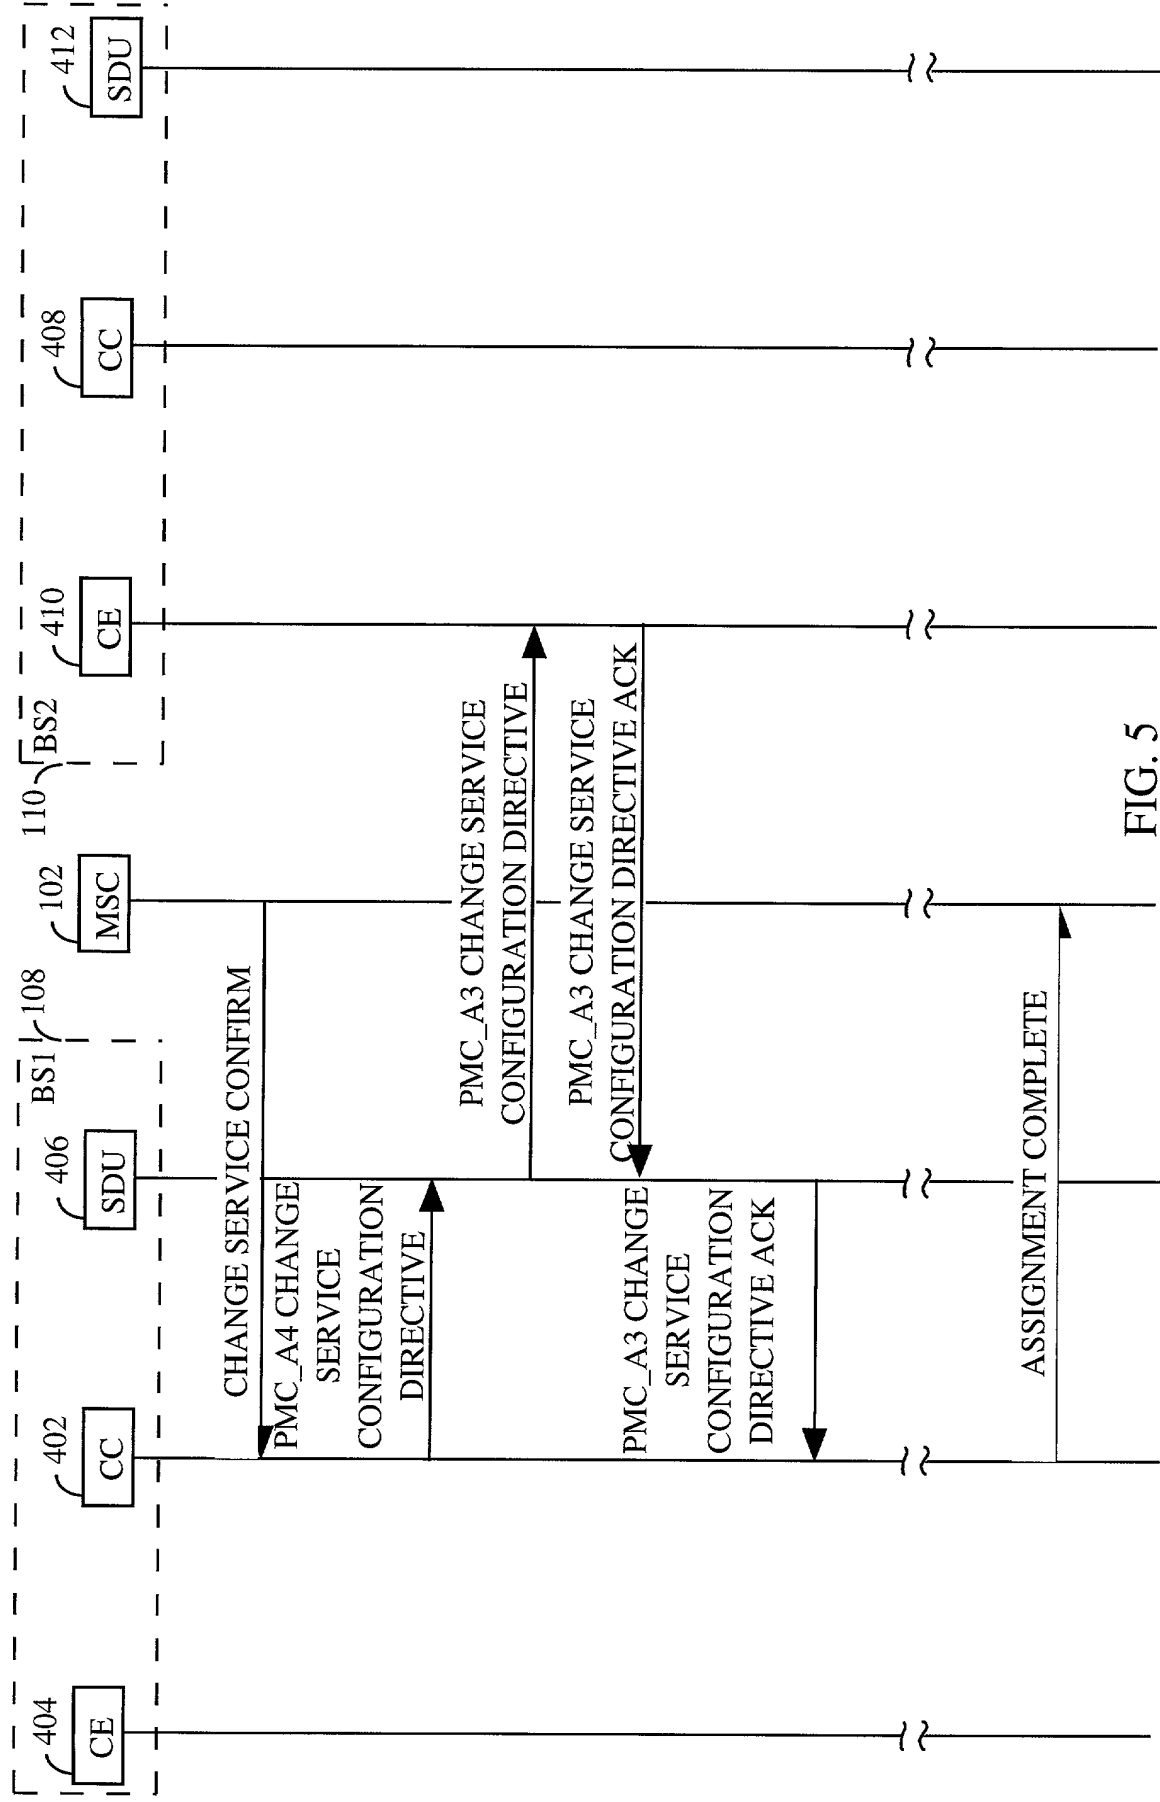 404
CE
402
CC
406
SDU
BS1
108
102
MSC
110
BS2
410
CE
408
CC
412
SDU
CHANGE SERVICE CONFIRM
PMC_A4 CHANGE
SERVICE
CONFIGURATION
DIRECTIVE
PMC_A3 CHANGE SERVICE
CONFIGURATION DIRECTIVE
PMC_A3 CHANGE SERVICE
CONFIGURATION DIRECTIVE ACK
PMC_A3 CHANGE
SERVICE
CONFIGURATION
DIRECTIVE ACK
ASSIGNMENT COMPLETE
FIG. 5